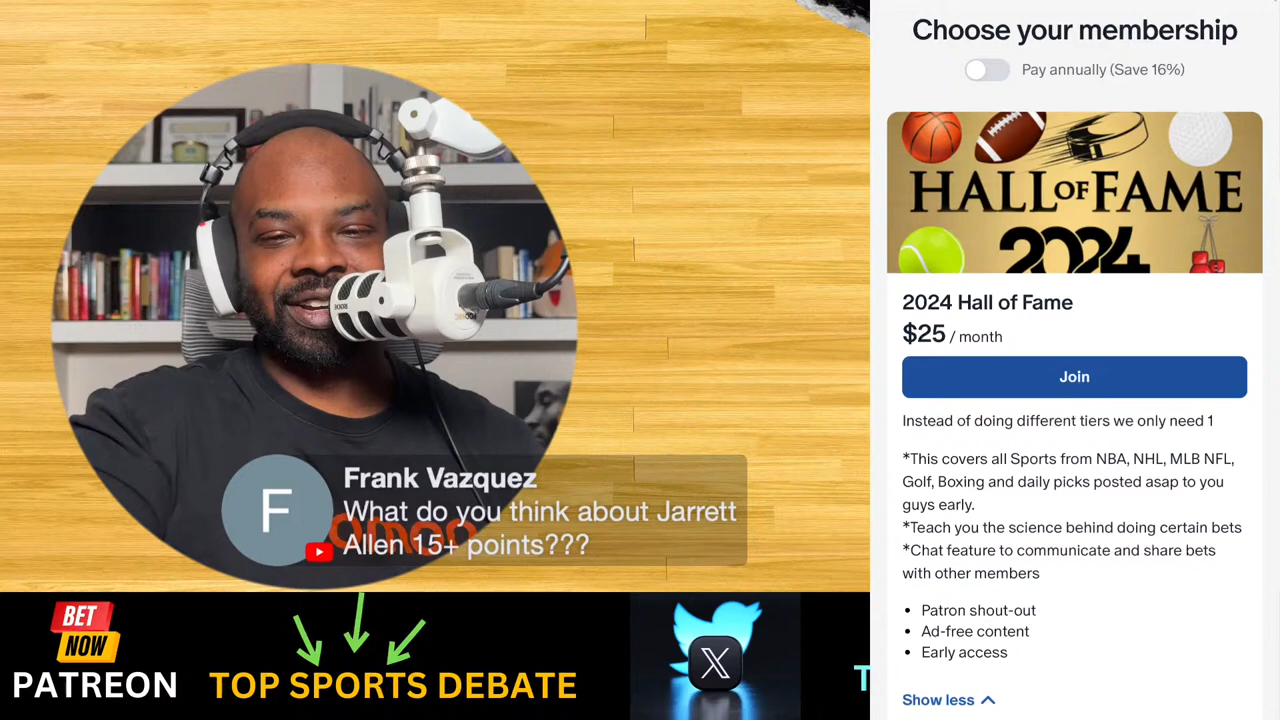 Choose your membership
Pay annually (Save 16%)
HALL OF FAME
2024
2024 Hall of Fame
$25 / month
Join
Instead of doing different tiers we only need 1
*This covers all Sports from NBA, NHL, MLB NFL,
Golf, Boxing and daily picks posted asap to you
guys early.
*Teach you the science behind doing certain bets
*Chat feature to communicate and share bets
with other members
• Patron shout-out
• Ad-free content
• Early access
Show less
F
Frank Vazquez
What do you think about Jarrett
Allen 15+ points???
BET
NOW
PATREON
TOP SPORTS DEBATE
X
T